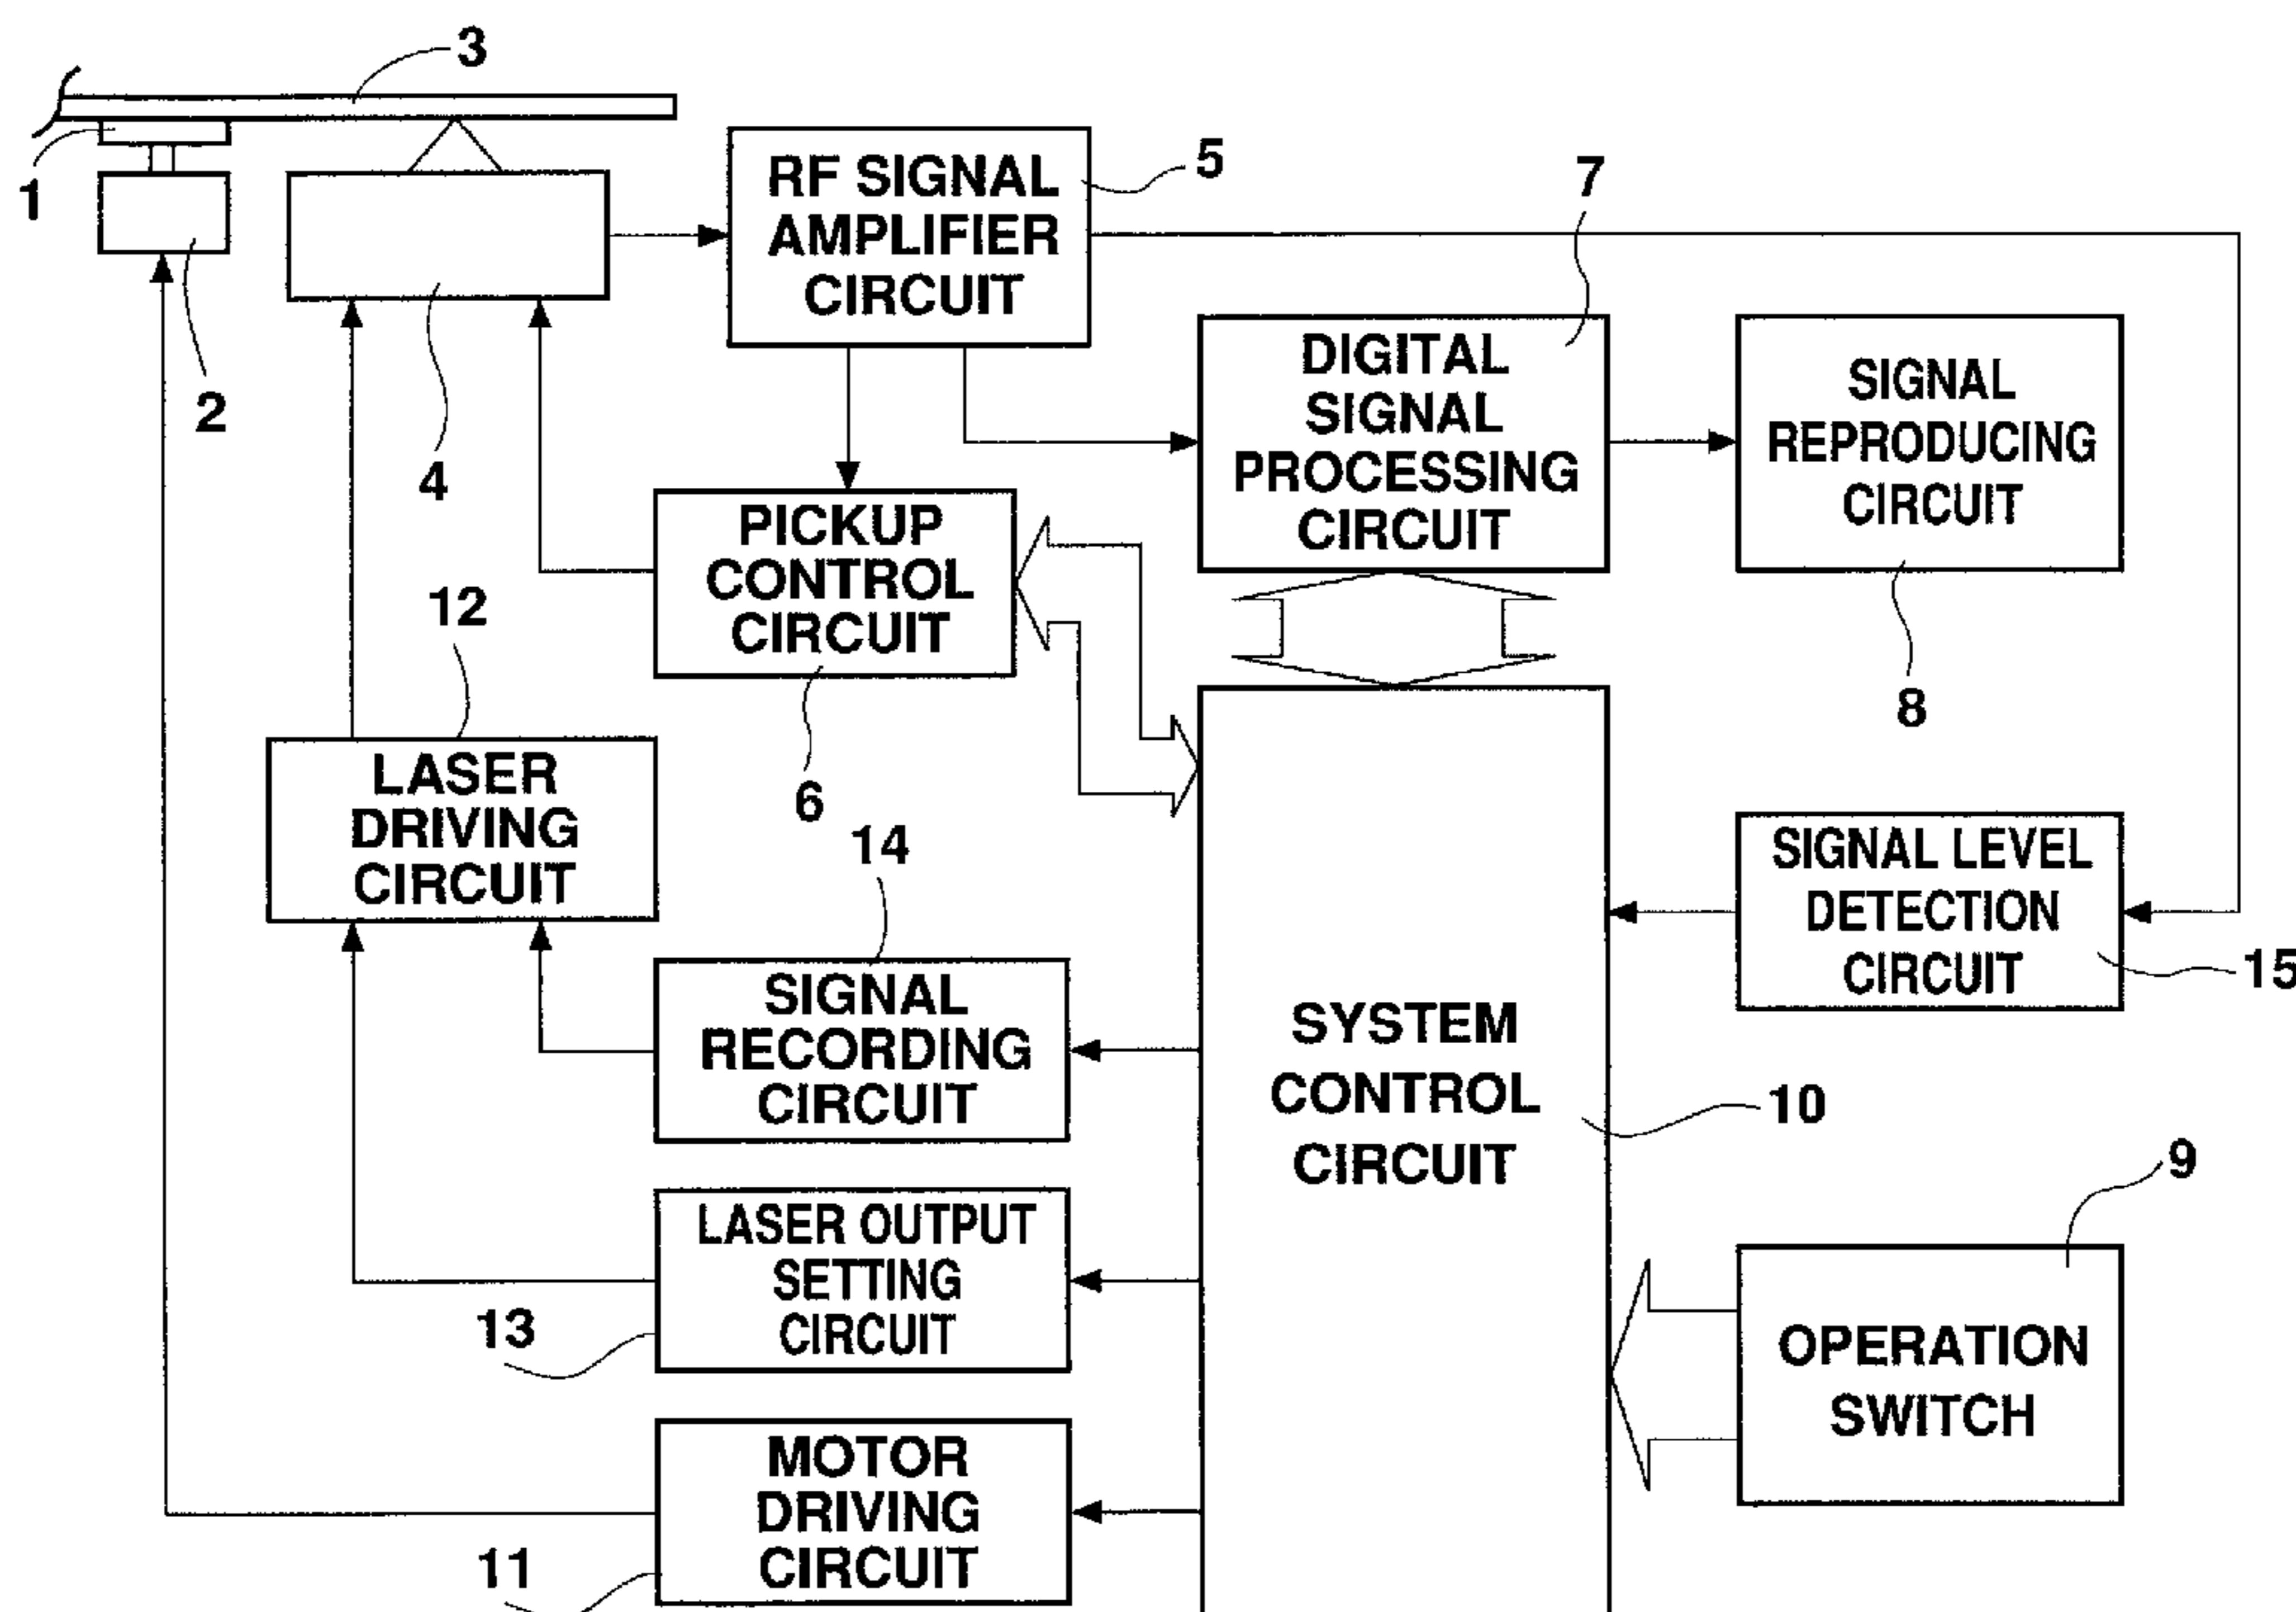 3
1
2
4
RF SIGNAL
AMPLIFIER
CIRCUIT
5
7
DIGITAL
SIGNAL
PROCESSING
CIRCUIT
SIGNAL
REPRODUCING
CIRCUIT
8
PICKUP
CONTROL
CIRCUIT
6
12
LASER
DRIVING
CIRCUIT
14
SIGNAL
RECORDING
CIRCUIT
SIGNAL LEVEL
DETECTION
CIRCUIT
15
SYSTEM
CONTROL
CIRCUIT
10
9
LASER OUTPUT
SETTING
CIRCUIT
13
OPERATION
SWITCH
MOTOR
DRIVING
CIRCUIT
11